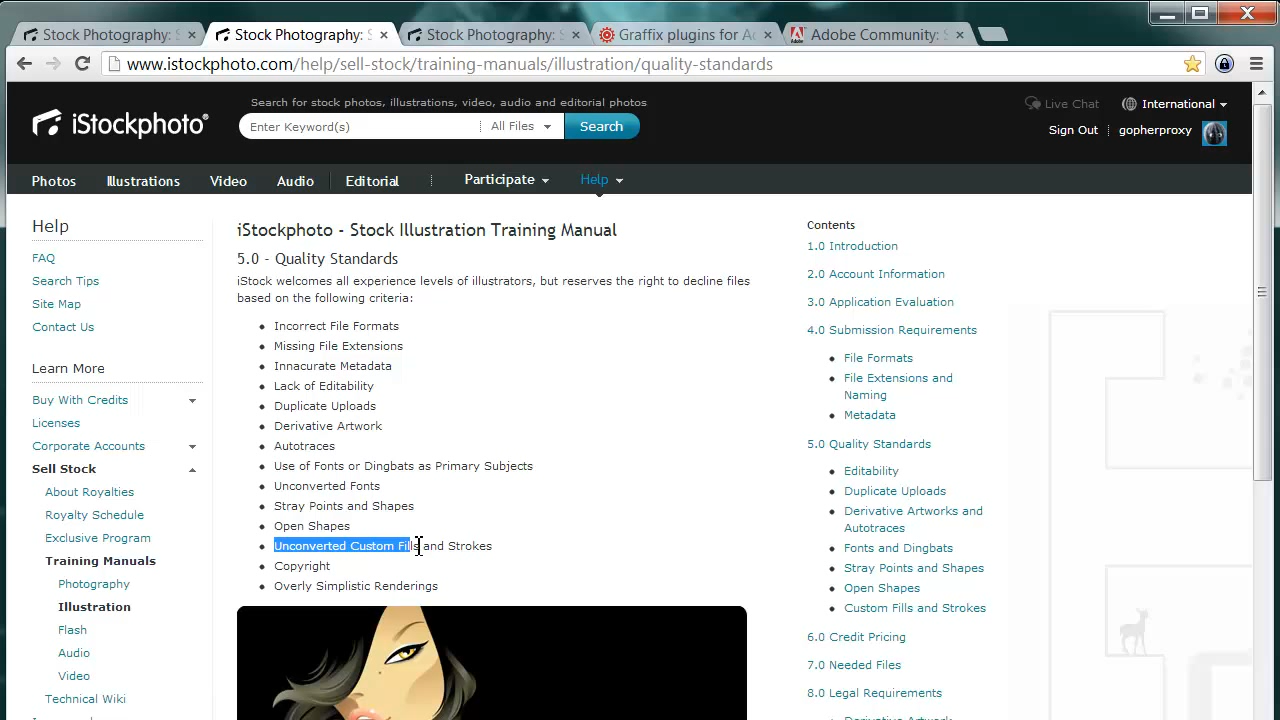 Stock Photography: S
Stock Photography: S
Stock Photography: S
Graffix plugins for Ad
Adobe Community:
www.istockphoto.com/help/sell-stock/training-manuals/illustration/quality-standards
iStockphoto®
Search for stock photos, illustrations, video, audio and editorial photos
Enter Keyword(s)
All Files
Search
Live Chat
International
Sign Out
gopherproxy
Photos
Illustrations
Video
Audio
Editorial
Participate
Help
Help
FAQ
Search Tips
Site Map
Contact Us
Learn More
Buy With Credits
Licenses
Corporate Accounts
Sell Stock
About Royalties
Royalty Schedule
Exclusive Program
Training Manuals
Photography
Illustration
Flash
Audio
Video
Technical Wiki
iStockphoto - Stock Illustration Training Manual
5.0 - Quality Standards
iStock welcomes all experience levels of illustrators, but reserves the right to decline files
based on the following criteria:
Incorrect File Formats
Missing File Extensions
Innacurate Metadata
Lack of Editability
Duplicate Uploads
Derivative Artwork
Autotraces
Use of Fonts or Dingbats as Primary Subjects
Unconverted Fonts
Stray Points and Shapes
Open Shapes
Unconverted Custom Fills and Strokes
Copyright
Overly Simplistic Renderings
Contents
1.0 Introduction
2.0 Account Information
3.0 Application Evaluation
4.0 Submission Requirements
File Formats
File Extensions and
Naming
Metadata
5.0 Quality Standards
Editability
Duplicate Uploads
Derivative Artworks and
Autotraces
Fonts and Dingbats
Stray Points and Shapes
Open Shapes
Custom Fills and Strokes
6.0 Credit Pricing
7.0 Needed Files
8.0 Legal Requirements
Derivative Artwork